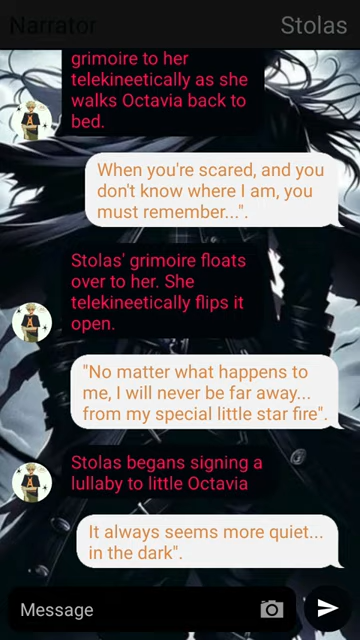 Narrator
Stolas
grimoire to her
telekineetically as she
walks Octavia back to
bed.
When you're scared, and you
don't know where I am, you
must remember...".
Stolas' grimoire floats
over to her. She
telekineetically flips it
open.
"No matter what happens to
me, I will never be far away...
from my special little star fire".
Stolas begans signing a
lullaby to little Octavia
It always seems more quiet...
in the dark".
Message